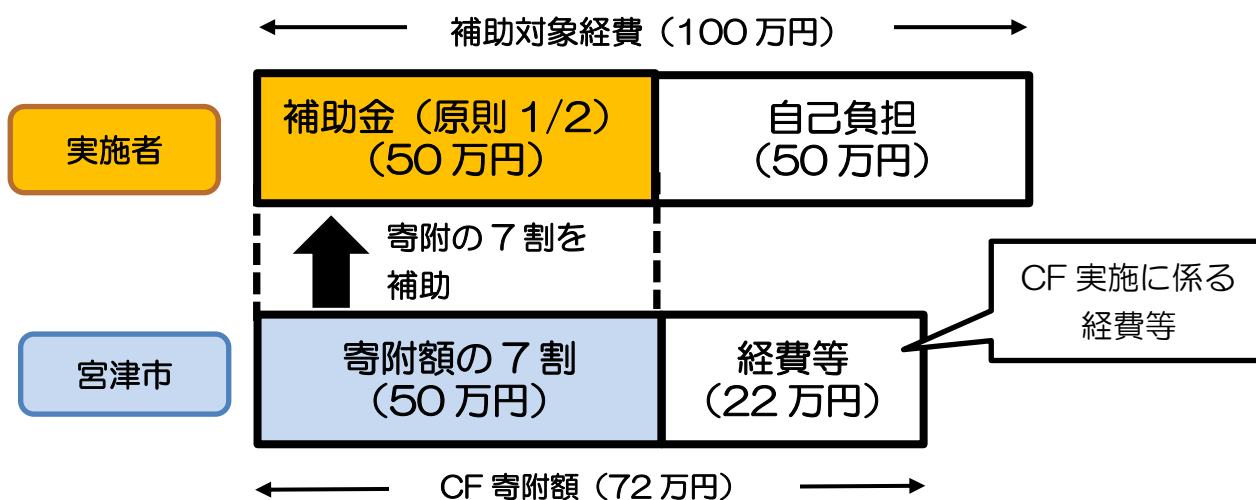 補助対象経費（100万円）
実施者
補助金（原則 1/2）
（50万円）
自己負担
（50万円）
寄附の７割を
補助
CF 実施に係る
経費等
宮津市
寄附額の７割
（50万円）
経費等
（22万円）
CF 寄附額（72万円）